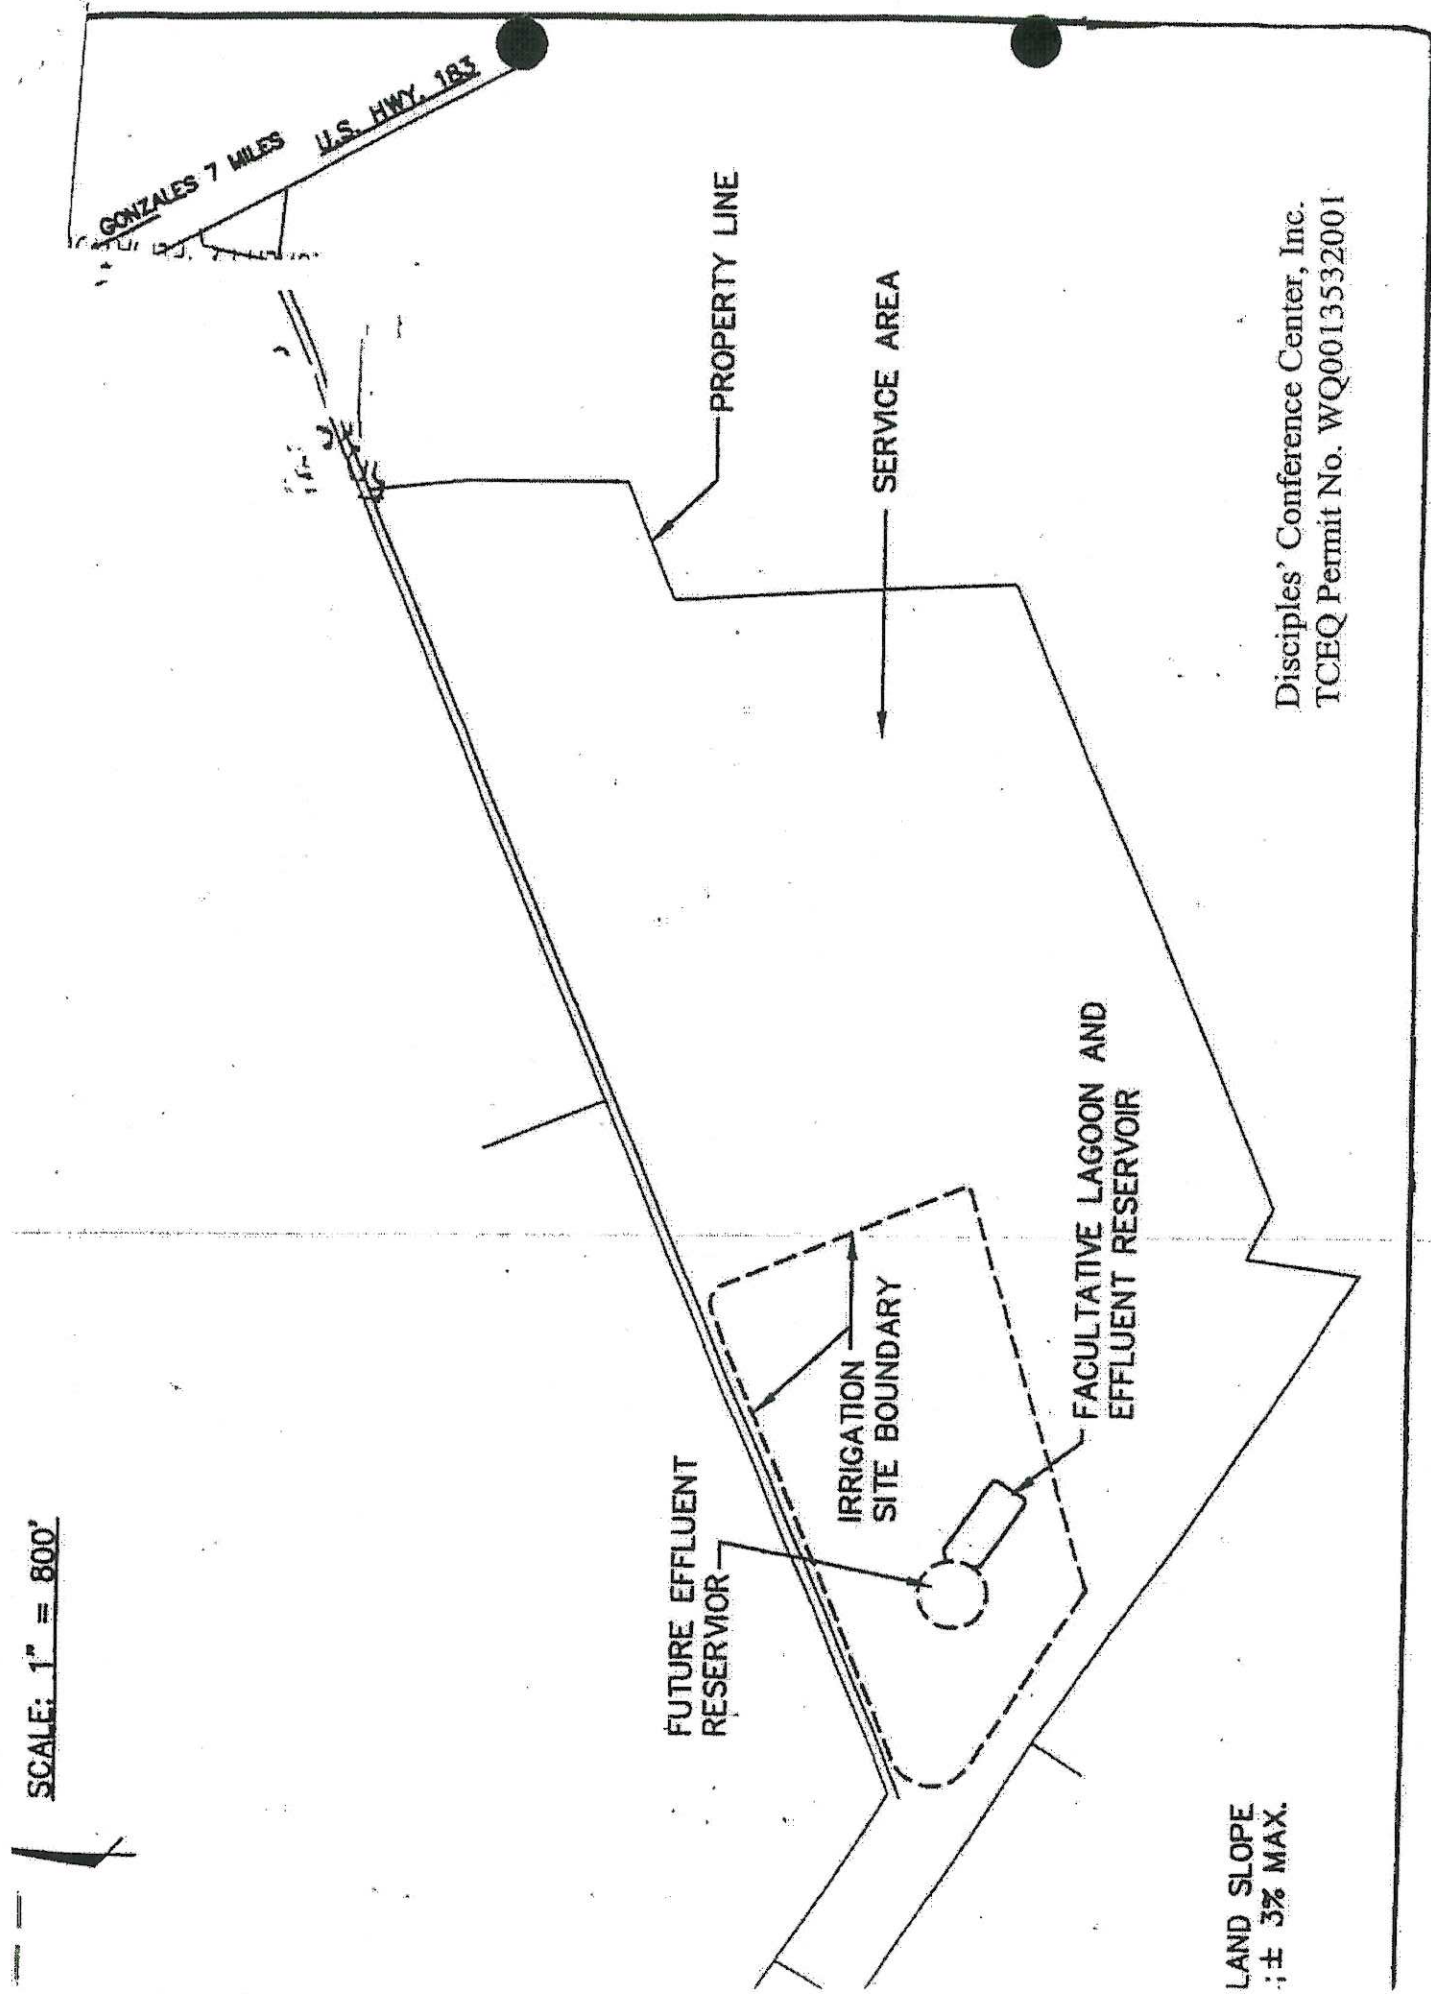 SCALE: 1" = 800'
GONZALES 7 MILES
U.S. HWY. 183
PROPERTY LINE
SERVICE AREA
FUTURE EFFLUENT
RESERVIOR
IRRIGATION
SITE BOUNDARY
FACULTATIVE LAGOON AND
EFFLUENT RESERVOIR
LAND SLOPE
± 3% MAX.
Disciples' Conference Center, Inc.
TCEQ Permit No. WQ0013532001